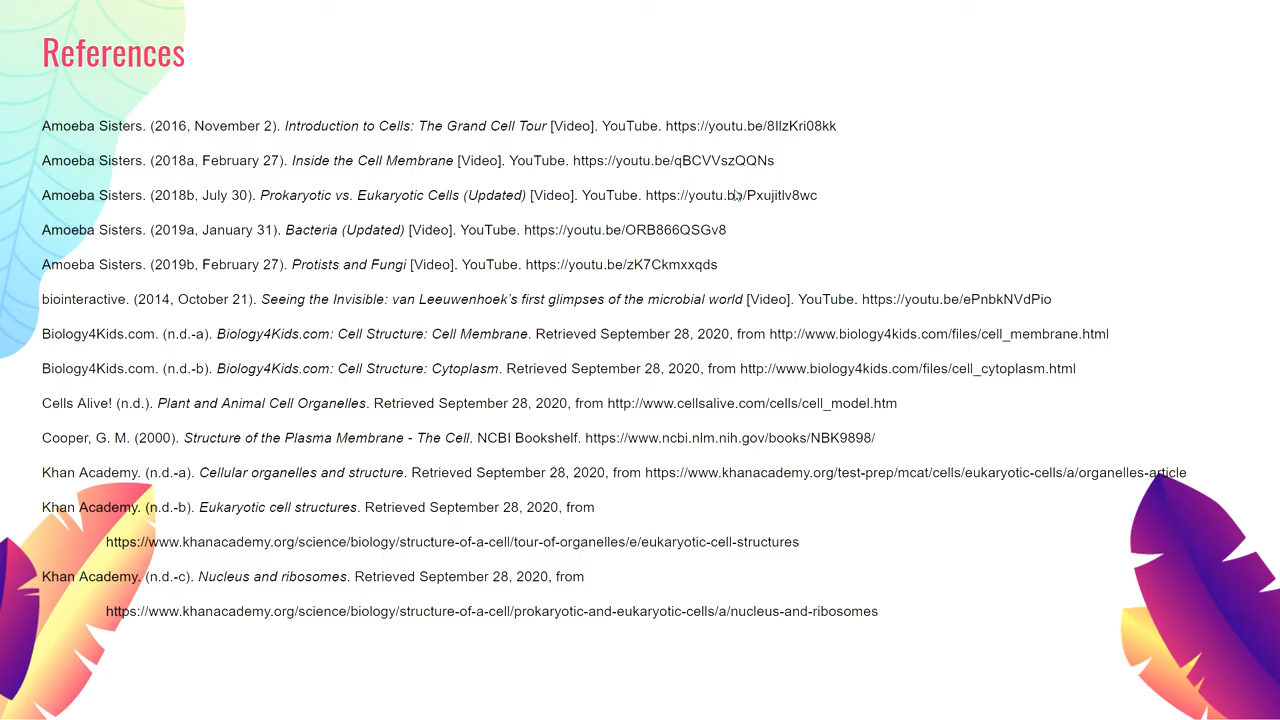 References
Amoeba Sisters. (2016, November 2). Introduction to Cells: The Grand Cell Tour [Video]. YouTube. https://youtu.be/8IlzKri08kk
Amoeba Sisters. (2018a, February 27). Inside the Cell Membrane [Video]. YouTube. https://youtu.be/qBCVVszQQNs
Amoeba Sisters. (2018b, July 30). Prokaryotic vs. Eukaryotic Cells (Updated) [Video]. YouTube. https://youtu.be/Pxujitlv8wc
Amoeba Sisters. (2019a, January 31). Bacteria (Updated) [Video]. YouTube. https://youtu.be/ORB866QSGv8
Amoeba Sisters. (2019b, February 27). Protists and Fungi [Video]. YouTube. https://youtu.be/zK7Ckmxxqds
biointeractive. (2014, October 21). Seeing the Invisible: van Leeuwenhoek’s first glimpses of the microbial world [Video]. YouTube. https://youtu.be/ePnbkNVdPio
Biology4Kids.com. (n.d.-a). Biology4Kids.com: Cell Structure: Cell Membrane. Retrieved September 28, 2020, from http://www.biology4kids.com/files/cell_membrane.html
Biology4Kids.com. (n.d.-b). Biology4Kids.com: Cell Structure: Cytoplasm. Retrieved September 28, 2020, from http://www.biology4kids.com/files/cell_cytoplasm.html
Cells Alive! (n.d.). Plant and Animal Cell Organelles. Retrieved September 28, 2020, from http://www.cellsalive.com/cells/cell_model.htm
Cooper, G. M. (2000). Structure of the Plasma Membrane - The Cell. NCBI Bookshelf. https://www.ncbi.nlm.nih.gov/books/NBK9898/
Khan Academy. (n.d.-a). Cellular organelles and structure. Retrieved September 28, 2020, from https://www.khanacademy.org/test-prep/mcat/cells/eukaryotic-cells/a/organelles-article
Khan Academy. (n.d.-b). Eukaryotic cell structures. Retrieved September 28, 2020, from
https://www.khanacademy.org/science/biology/structure-of-a-cell/tour-of-organelles/e/eukaryotic-cell-structures
Khan Academy. (n.d.-c). Nucleus and ribosomes. Retrieved September 28, 2020, from
https://www.khanacademy.org/science/biology/structure-of-a-cell/prokaryotic-and-eukaryotic-cells/a/nucleus-and-ribosomes